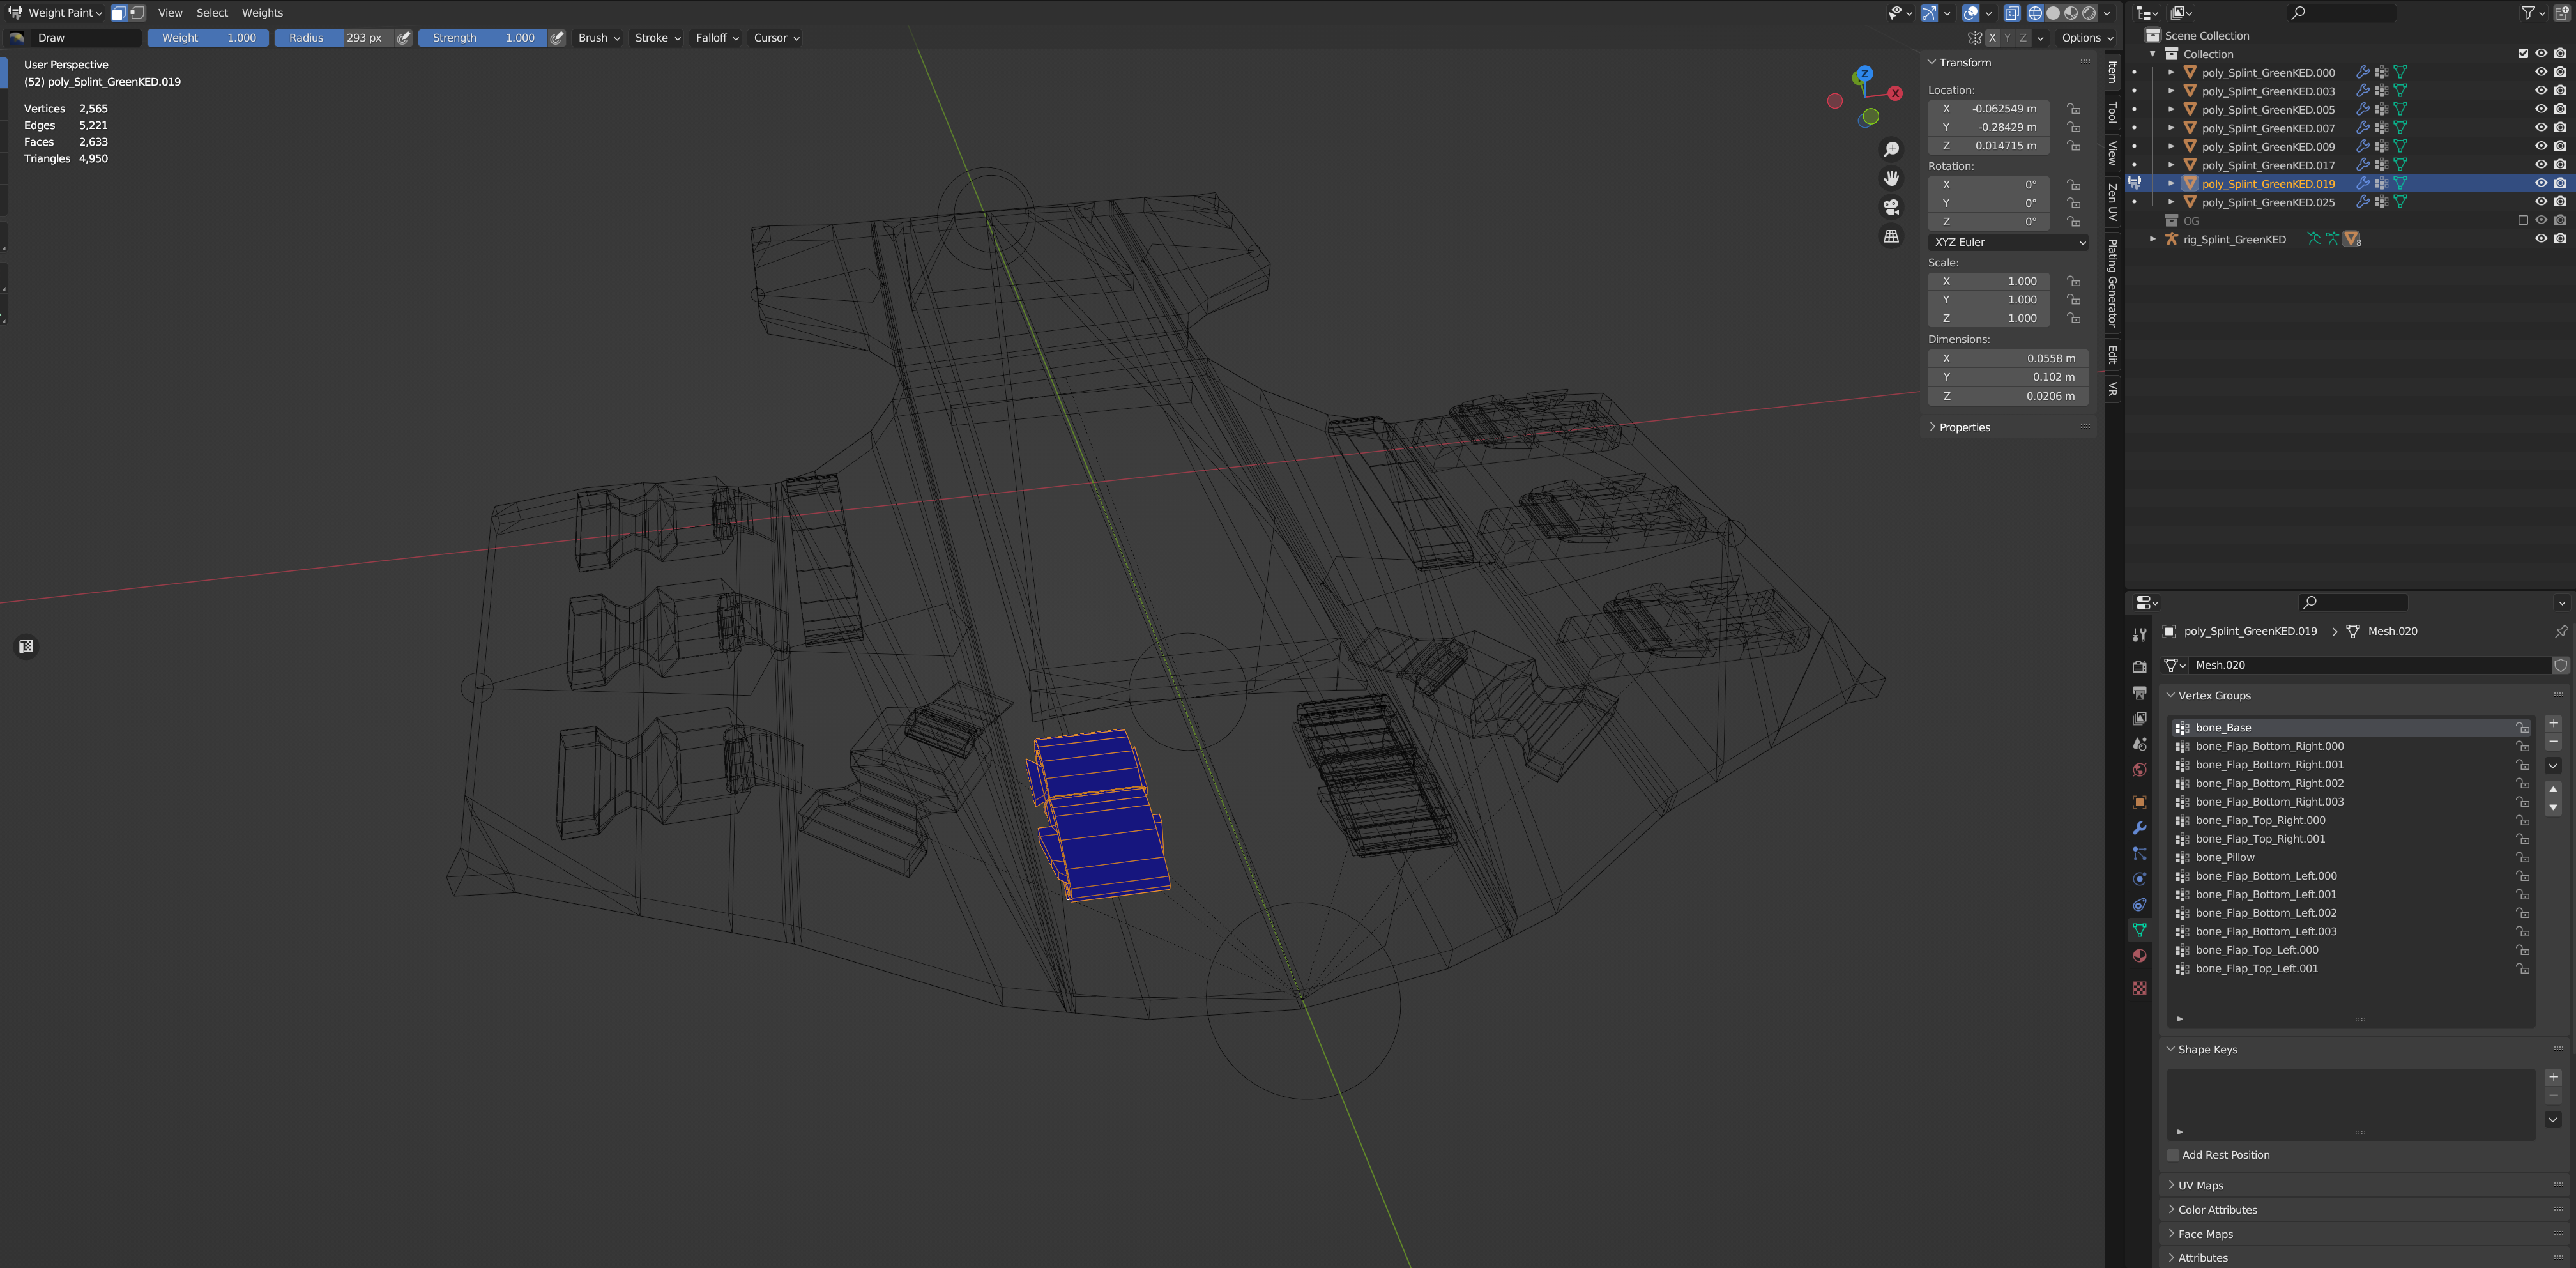 Weight Paint View Select Weights
Draw Weight 1.000 Radius 293 px Strength 1.000 Brush Stroke Falloff Cursor X Y Z Options
User Perspective
(52) poly_Splint_GreenKED.019
Vertices 2,565
Edges 5,221
Faces 2,633
Triangles 4,950
Z
X
Transform
Location:
X -0.062549 m
Y -0.28429 m
Z 0.014715 m
Rotation:
X 0°
Y 0°
Z 0°
XYZ Euler
Scale:
X 1.000
Y 1.000
Z 1.000
Dimensions:
X 0.0558 m
Y 0.102 m
Z 0.0206 m
Properties
Item
Tool
View
Zen UV
Plating Generator
Edit
VR
Scene Collection
Collection
poly_Splint_GreenKED.000
poly_Splint_GreenKED.003
poly_Splint_GreenKED.005
poly_Splint_GreenKED.007
poly_Splint_GreenKED.009
poly_Splint_GreenKED.017
poly_Splint_GreenKED.019
poly_Splint_GreenKED.025
OG
rig_Splint_GreenKED 8
poly_Splint_GreenKED.019 Mesh.020
Mesh.020
Vertex Groups
bone_Base
bone_Flap_Bottom_Right.000
bone_Flap_Bottom_Right.001
bone_Flap_Bottom_Right.002
bone_Flap_Bottom_Right.003
bone_Flap_Top_Right.000
bone_Flap_Top_Right.001
bone_Pillow
bone_Flap_Bottom_Left.000
bone_Flap_Bottom_Left.001
bone_Flap_Bottom_Left.002
bone_Flap_Bottom_Left.003
bone_Flap_Top_Left.000
bone_Flap_Top_Left.001
Shape Keys
Add Rest Position
UV Maps
Color Attributes
Face Maps
Attributes